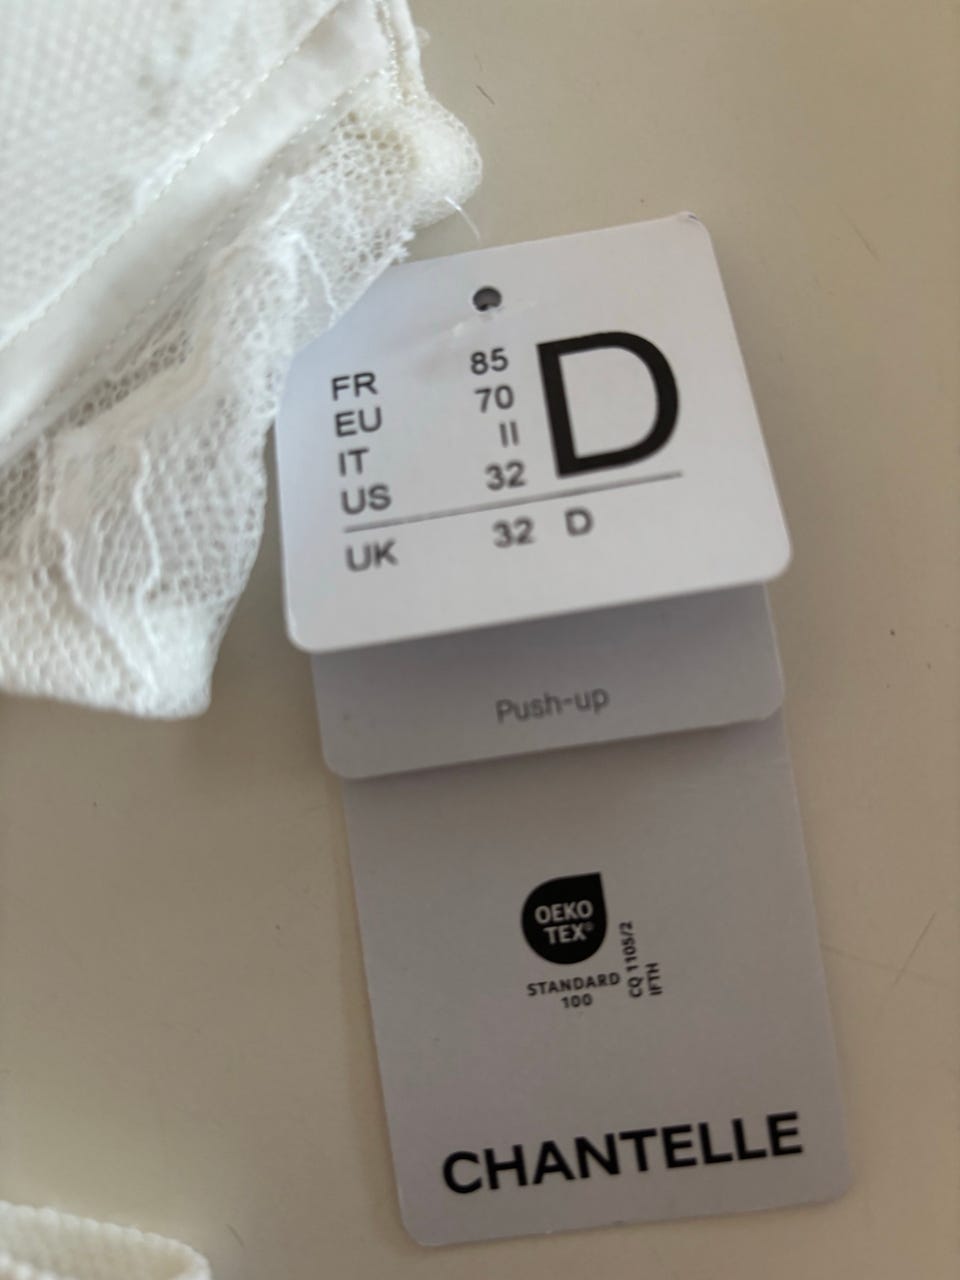 FR 85 D
EU 70
IT II
US 32
UK 32 D
Push-up
OEKO
TEX®
STANDARD
100
CQ 1105/2
IFTH
CHANTELLE